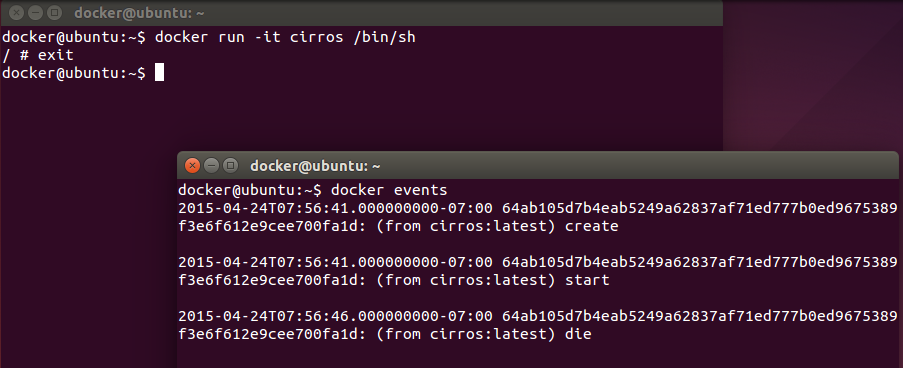 docker@ubuntu: ~
docker@ubuntu:~$ docker run -it cirros /bin/sh
/ # exit
docker@ubuntu:~$
docker@ubuntu: ~
docker@ubuntu:~$ docker events
2015-04-24T07:56:41.000000000-07:00 64ab105d7b4eab5249a62837af71ed777b0ed9675389
f3e6f612e9cee700fa1d: (from cirros:latest) create
2015-04-24T07:56:41.000000000-07:00 64ab105d7b4eab5249a62837af71ed777b0ed9675389
f3e6f612e9cee700fa1d: (from cirros:latest) start
2015-04-24T07:56:46.000000000-07:00 64ab105d7b4eab5249a62837af71ed777b0ed9675389
f3e6f612e9cee700fa1d: (from cirros:latest) die